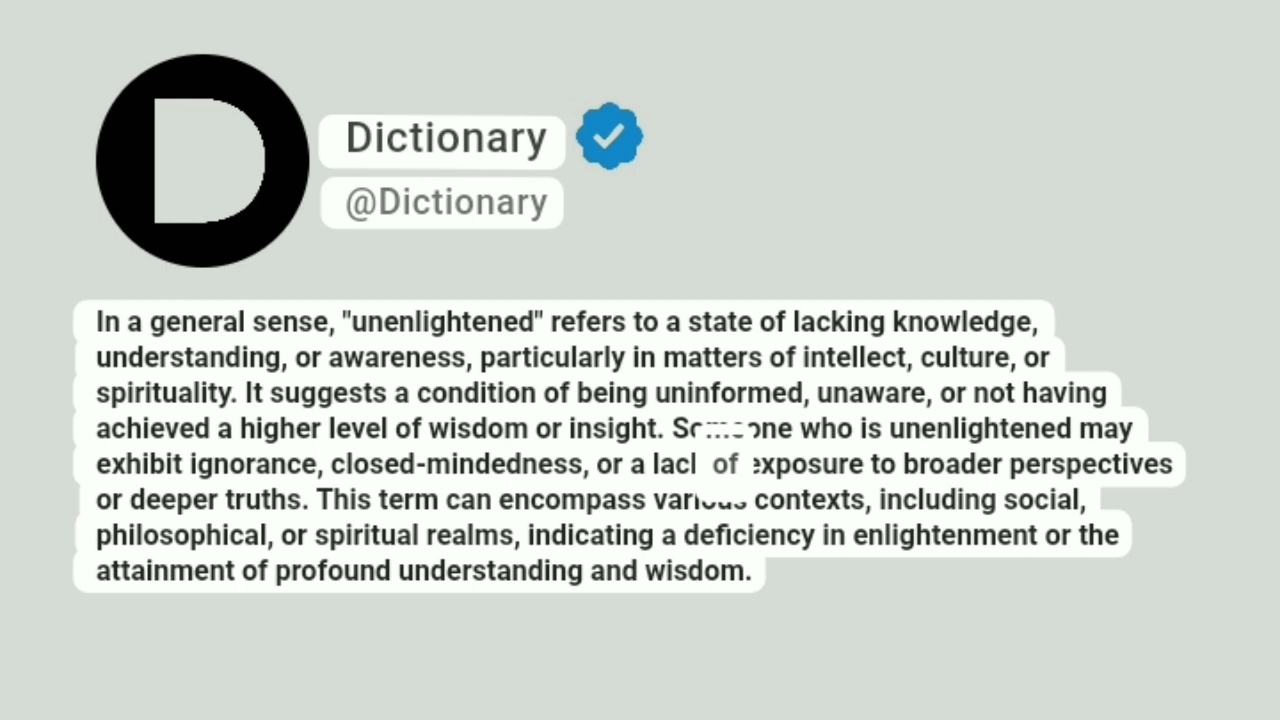 D
Dictionary
@Dictionary
In a general sense, "unenlightened" refers to a state of lacking knowledge,
understanding, or awareness, particularly in matters of intellect, culture, or
spirituality. It suggests a condition of being uninformed, unaware, or not having
achieved a higher level of wisdom or insight. Someone who is unenlightened may
exhibit ignorance, closed-mindedness, or a lack of exposure to broader perspectives
or deeper truths. This term can encompass various contexts, including social,
philosophical, or spiritual realms, indicating a deficiency in enlightenment or the
attainment of profound understanding and wisdom.